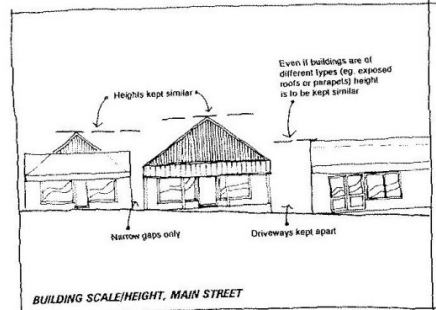 Even if buildings are of
different types (eg. exposed
roofs or parapets) height
is to be kept similar
Heights kept similar
Narrow gaps only
Driveways kept apart
BUILDING SCALE/HEIGHT, MAIN STREET